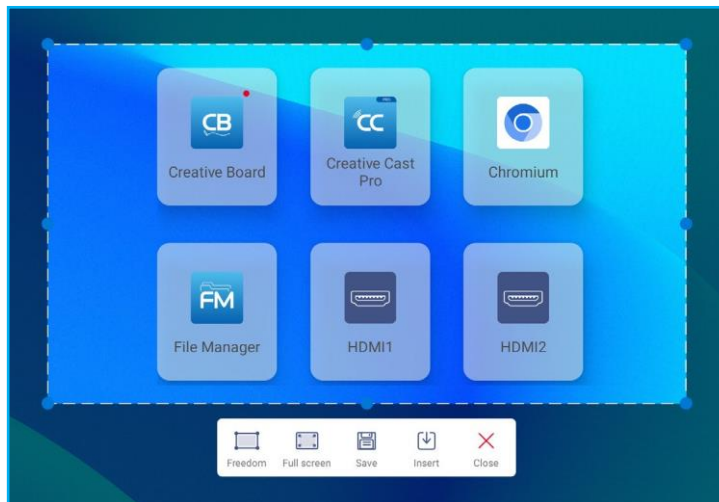 CB
PRO
CC
Creative Board
Creative Cast
Pro
Chromium
FM
File Manager
HDMI1
HDMI2
Freedom
Full screen
Save
Insert
Close